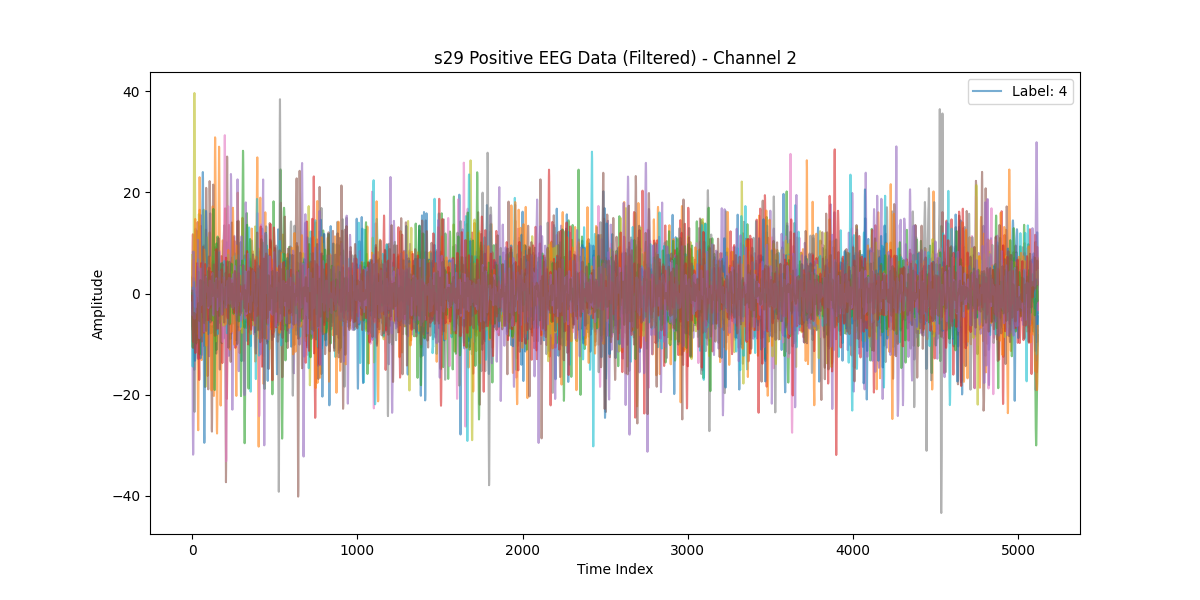 s29 Positive EEG Data (Filtered) - Channel 2
Label: 4
Amplitude
40
20
0
−20
−40
0 1000 2000 3000 4000 5000
Time Index